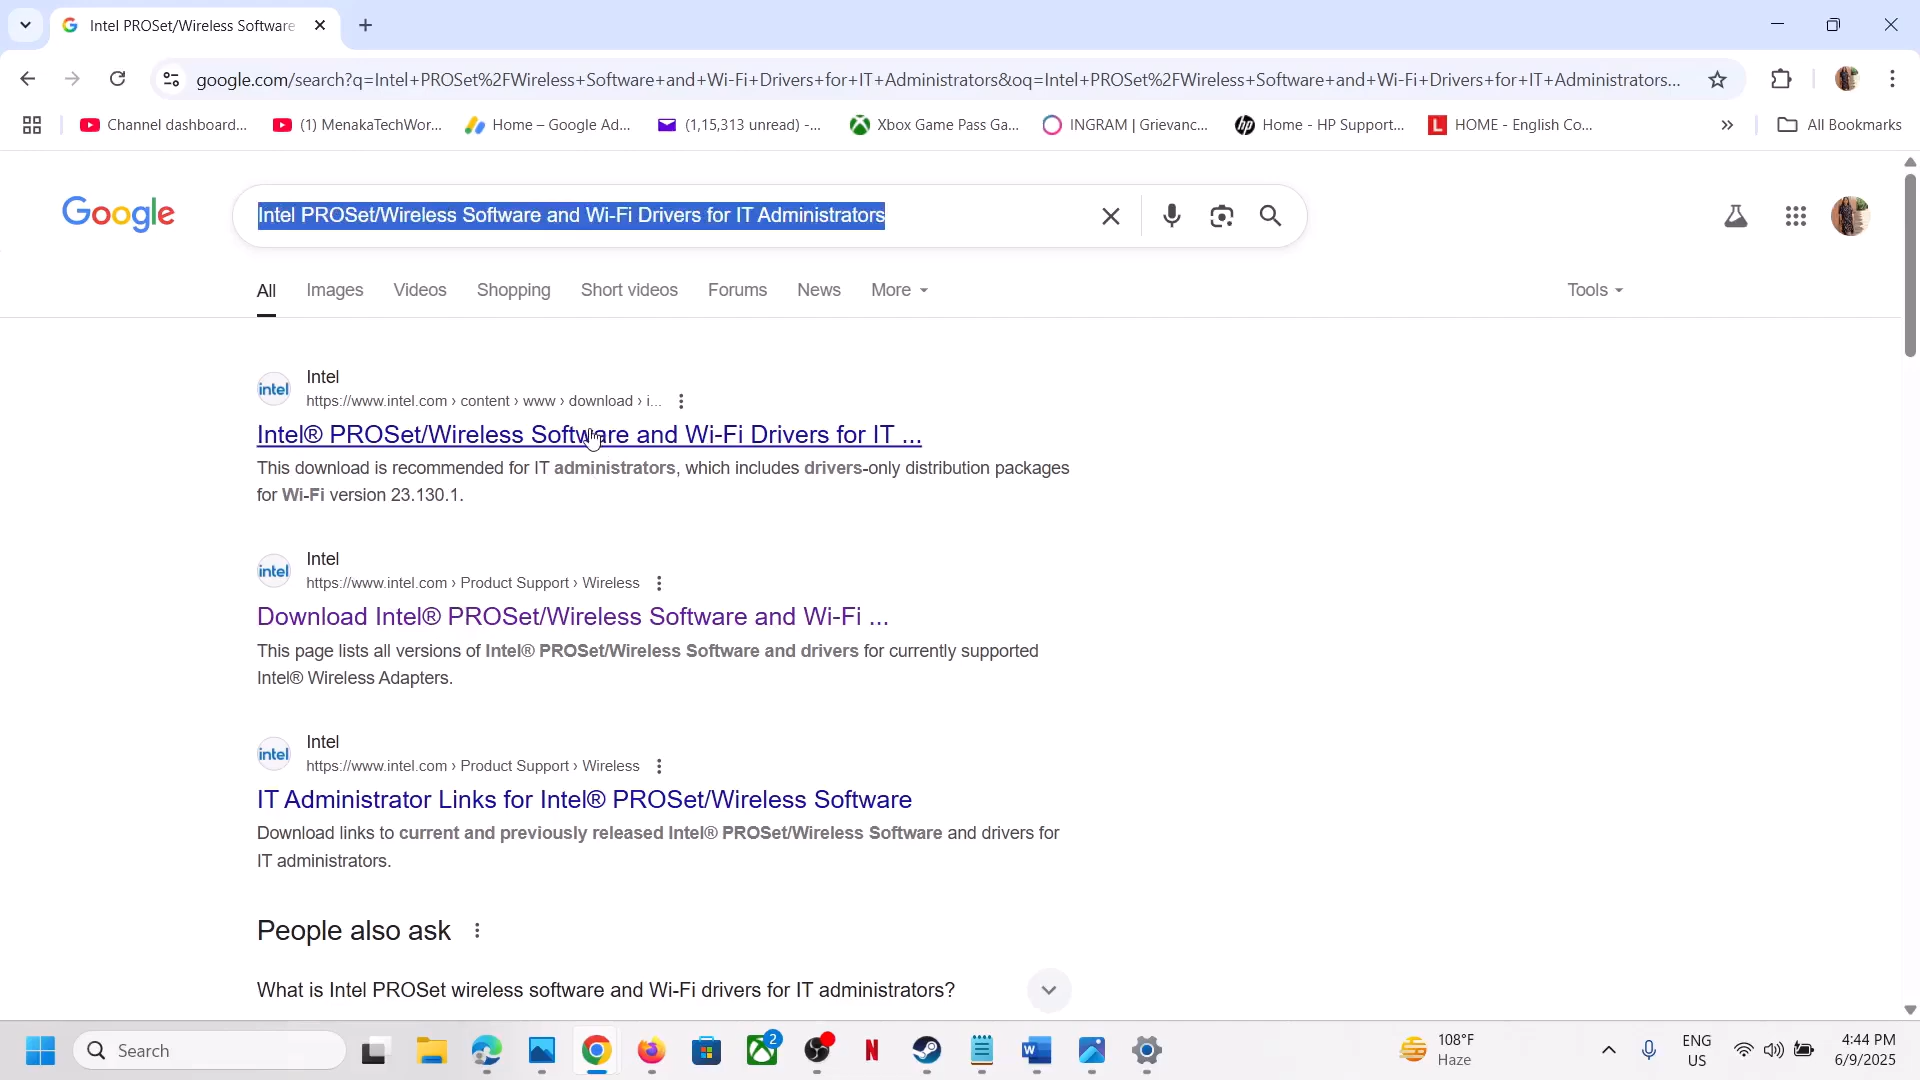 Intel PROSet/Wireless Software
google.com/search?q=Intel+PROSet%2FWireless+Software+and+Wi-Fi+Drivers+for+IT+Administrators&oq=Intel+PROSet%2FWireless+Software+and+Wi-Fi+Drivers+for+IT+Administrators...
Channel dashboard...
(1) MenakaTechWor...
Home – Google Ad...
(1,15,313 unread) -...
Xbox Game Pass Ga...
INGRAM | Grievanc...
Home - HP Support...
HOME - English Co...
All Bookmarks
Google
Intel PROSet/Wireless Software and Wi-Fi Drivers for IT Administrators
All
Images
Videos
Shopping
Short videos
Forums
News
More
Tools
intel
Intel
https://www.intel.com › content › www › download › i...
Intel® PROSet/Wireless Software and Wi-Fi Drivers for IT ...
This download is recommended for IT administrators, which includes drivers-only distribution packages
for Wi-Fi version 23.130.1.
intel
Intel
https://www.intel.com › Product Support › Wireless
Download Intel® PROSet/Wireless Software and Wi-Fi ...
This page lists all versions of Intel® PROSet/Wireless Software and drivers for currently supported
Intel® Wireless Adapters.
intel
Intel
https://www.intel.com › Product Support › Wireless
IT Administrator Links for Intel® PROSet/Wireless Software
Download links to current and previously released Intel® PROSet/Wireless Software and drivers for
IT administrators.
People also ask
What is Intel PROSet wireless software and Wi-Fi drivers for IT administrators?
Search
2
108°F
Haze
ENG
US
4:44 PM
6/9/2025